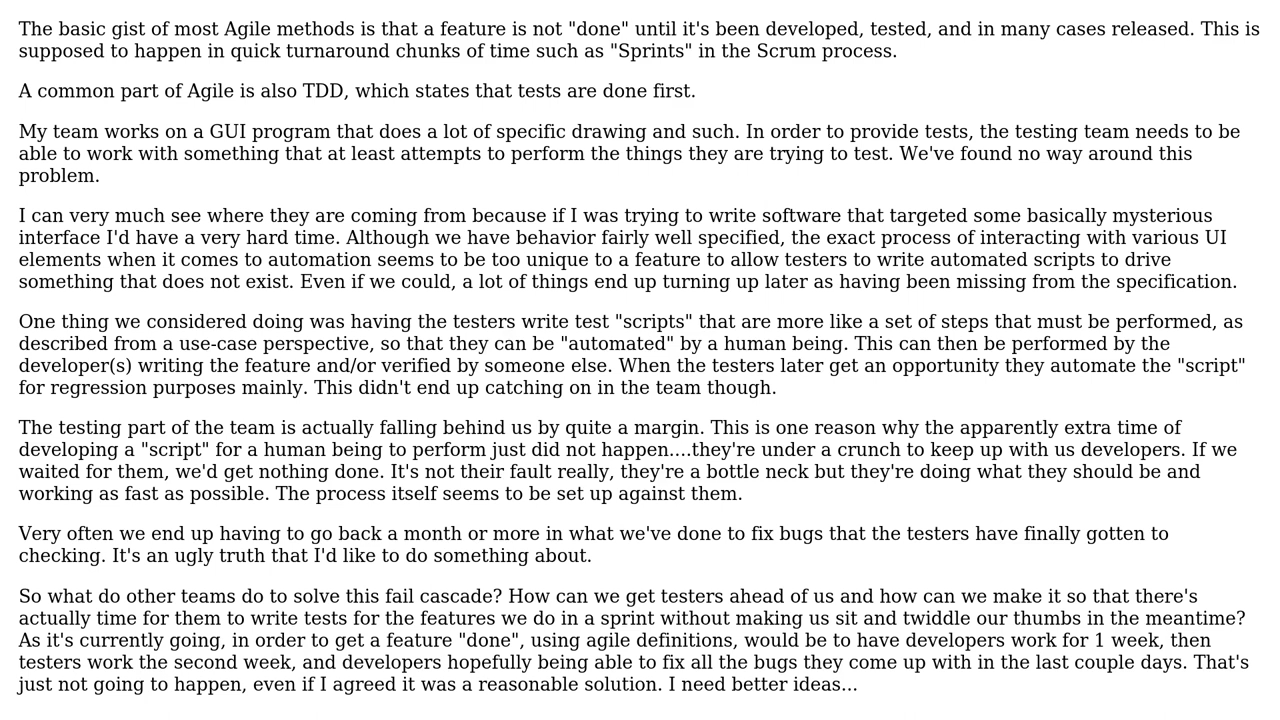 The basic gist of most Agile methods is that a feature is not "done" until it's been developed, tested, and in many cases released. This is
supposed to happen in quick turnaround chunks of time such as "Sprints" in the Scrum process.
A common part of Agile is also TDD, which states that tests are done first.
My team works on a GUI program that does a lot of specific drawing and such. In order to provide tests, the testing team needs to be
able to work with something that at least attempts to perform the things they are trying to test. We've found no way around this
problem.
I can very much see where they are coming from because if I was trying to write software that targeted some basically mysterious
interface I'd have a very hard time. Although we have behavior fairly well specified, the exact process of interacting with various UI
elements when it comes to automation seems to be too unique to a feature to allow testers to write automated scripts to drive
something that does not exist. Even if we could, a lot of things end up turning up later as having been missing from the specification.
One thing we considered doing was having the testers write test "scripts" that are more like a set of steps that must be performed, as
described from a use-case perspective, so that they can be "automated" by a human being. This can then be performed by the
developer(s) writing the feature and/or verified by someone else. When the testers later get an opportunity they automate the "script"
for regression purposes mainly. This didn't end up catching on in the team though.
The testing part of the team is actually falling behind us by quite a margin. This is one reason why the apparently extra time of
developing a "script" for a human being to perform just did not happen....they're under a crunch to keep up with us developers. If we
waited for them, we'd get nothing done. It's not their fault really, they're a bottle neck but they're doing what they should be and
working as fast as possible. The process itself seems to be set up against them.
Very often we end up having to go back a month or more in what we've done to fix bugs that the testers have finally gotten to
checking. It's an ugly truth that I'd like to do something about.
So what do other teams do to solve this fail cascade? How can we get testers ahead of us and how can we make it so that there's
actually time for them to write tests for the features we do in a sprint without making us sit and twiddle our thumbs in the meantime?
As it's currently going, in order to get a feature "done", using agile definitions, would be to have developers work for 1 week, then
testers work the second week, and developers hopefully being able to fix all the bugs they come up with in the last couple days. That's
just not going to happen, even if I agreed it was a reasonable solution. I need better ideas...